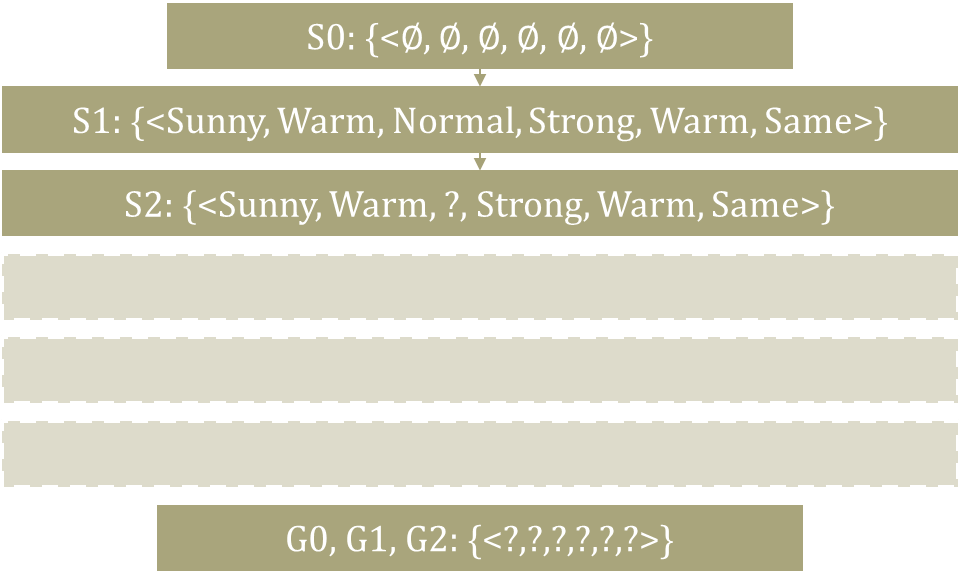 S0: {<Ø, Ø, Ø, Ø, Ø, Ø>}
S1: {<Sunny, Warm, Normal, Strong, Warm, Same>}
S2: {<Sunny, Warm, ?, Strong, Warm, Same>}
G0, G1, G2: {<?,?,?,?,?,?>}